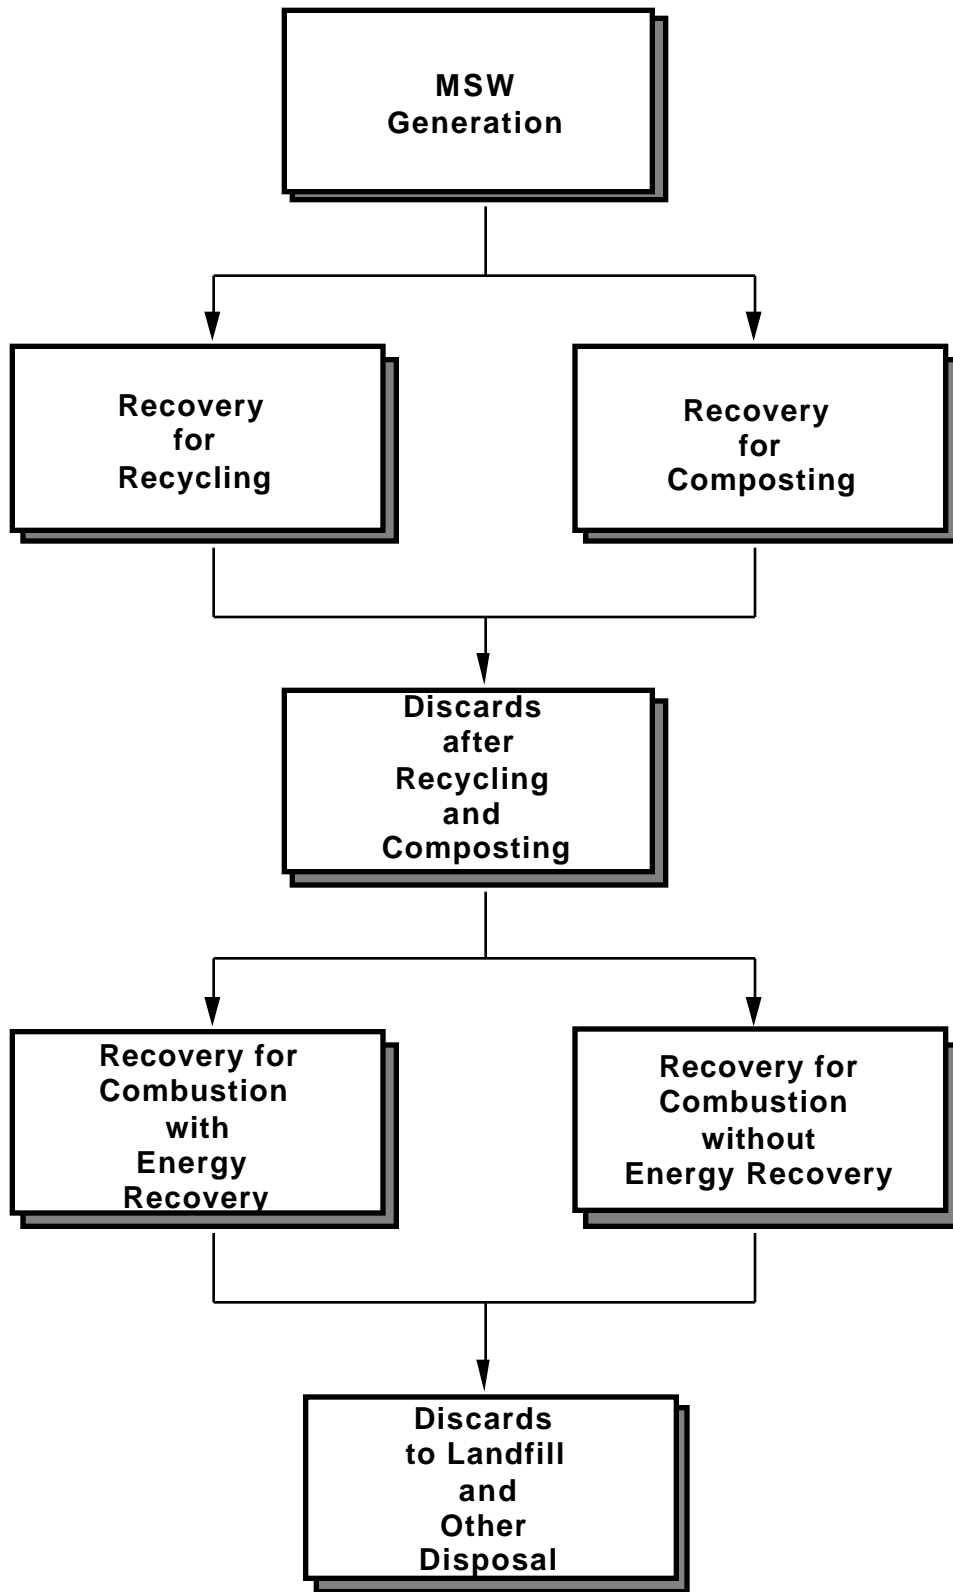 MSW
Generation
Recovery
for
Recycling
Recovery
for
Composting
Discards
after
Recycling
and
Composting
Recovery for
Combustion
with
Energy
Recovery
Recovery for
Combustion
without
Energy Recovery
Discards
to Landfill
and
Other
Disposal